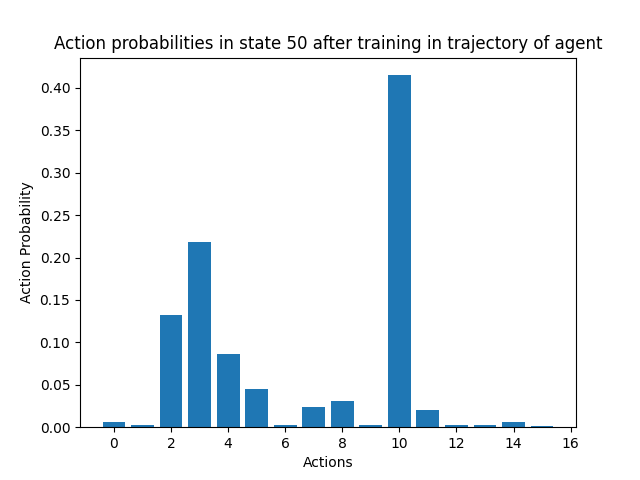 Action probabilities in state 50 after training in trajectory of agent
0.40
0.35
0.30
0.25
0.20
0.15
0.10
0.05
0.00
Action Probability
0 2 4 6 8 10 12 14 16
Actions